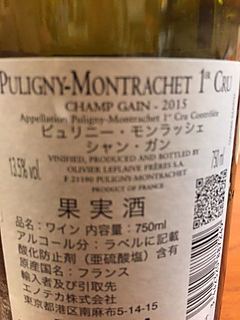 PULIGNY-MONTRACHET 1er CRU
CHAMP GAIN - 2015
Appellation Puligny-Montrachet 1er Cru Contrôlée
ピュリニー・モンラッシェ
シャン・ガン
13.5% vol
VINIFIED, PRODUCED AND BOTTLED BY
OLIVIER LEFLAIVE FRÈRES S.A.
F 21190 PULIGNY-MONTRACHET
PRODUCT OF FRANCE
750 ml
果実酒
品名:ワイン 内容量:750ml
アルコール分:ラベルに記載
酸化防止剤(亜硫酸塩)含有
原産国名:フランス
輸入者及び引取先
エノテカ株式会社
東京都港区南麻布5-14-15